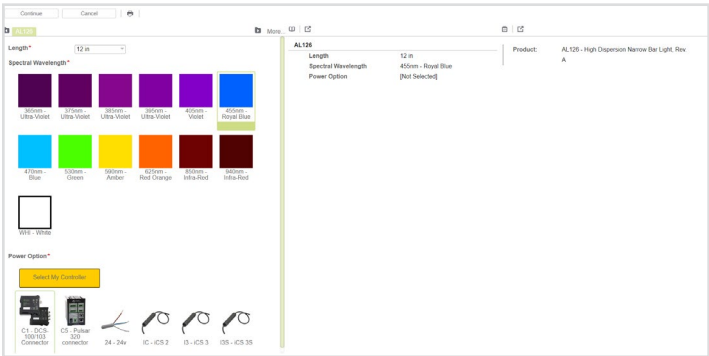 Continue
Cancel
AL126
More...
Length*
12 in
Spectral Wavelength*
365nm -
Ultra-Violet
375nm -
Ultra-Violet
385nm -
Ultra-Violet
395nm -
Ultra-Violet
405nm -
Violet
455nm -
Royal Blue
470nm -
Blue
530nm -
Green
590nm -
Amber
625nm -
Red Orange
850nm -
Infra-Red
940nm -
Infra-Red
WHI - White
Power Option*
Select My Controller
C1 - DCS-
100/103
Connector
C5 - Pulsar
320
connector
24 - 24v
IC - iCS 2
I3 - iCS 3
I3S - iCS 3S
AL126
Length 12 in
Spectral Wavelength 455nm - Royal Blue
Power Option [Not Selected]
Product: AL126 - High Dispersion Narrow Bar Light, Rev.
A